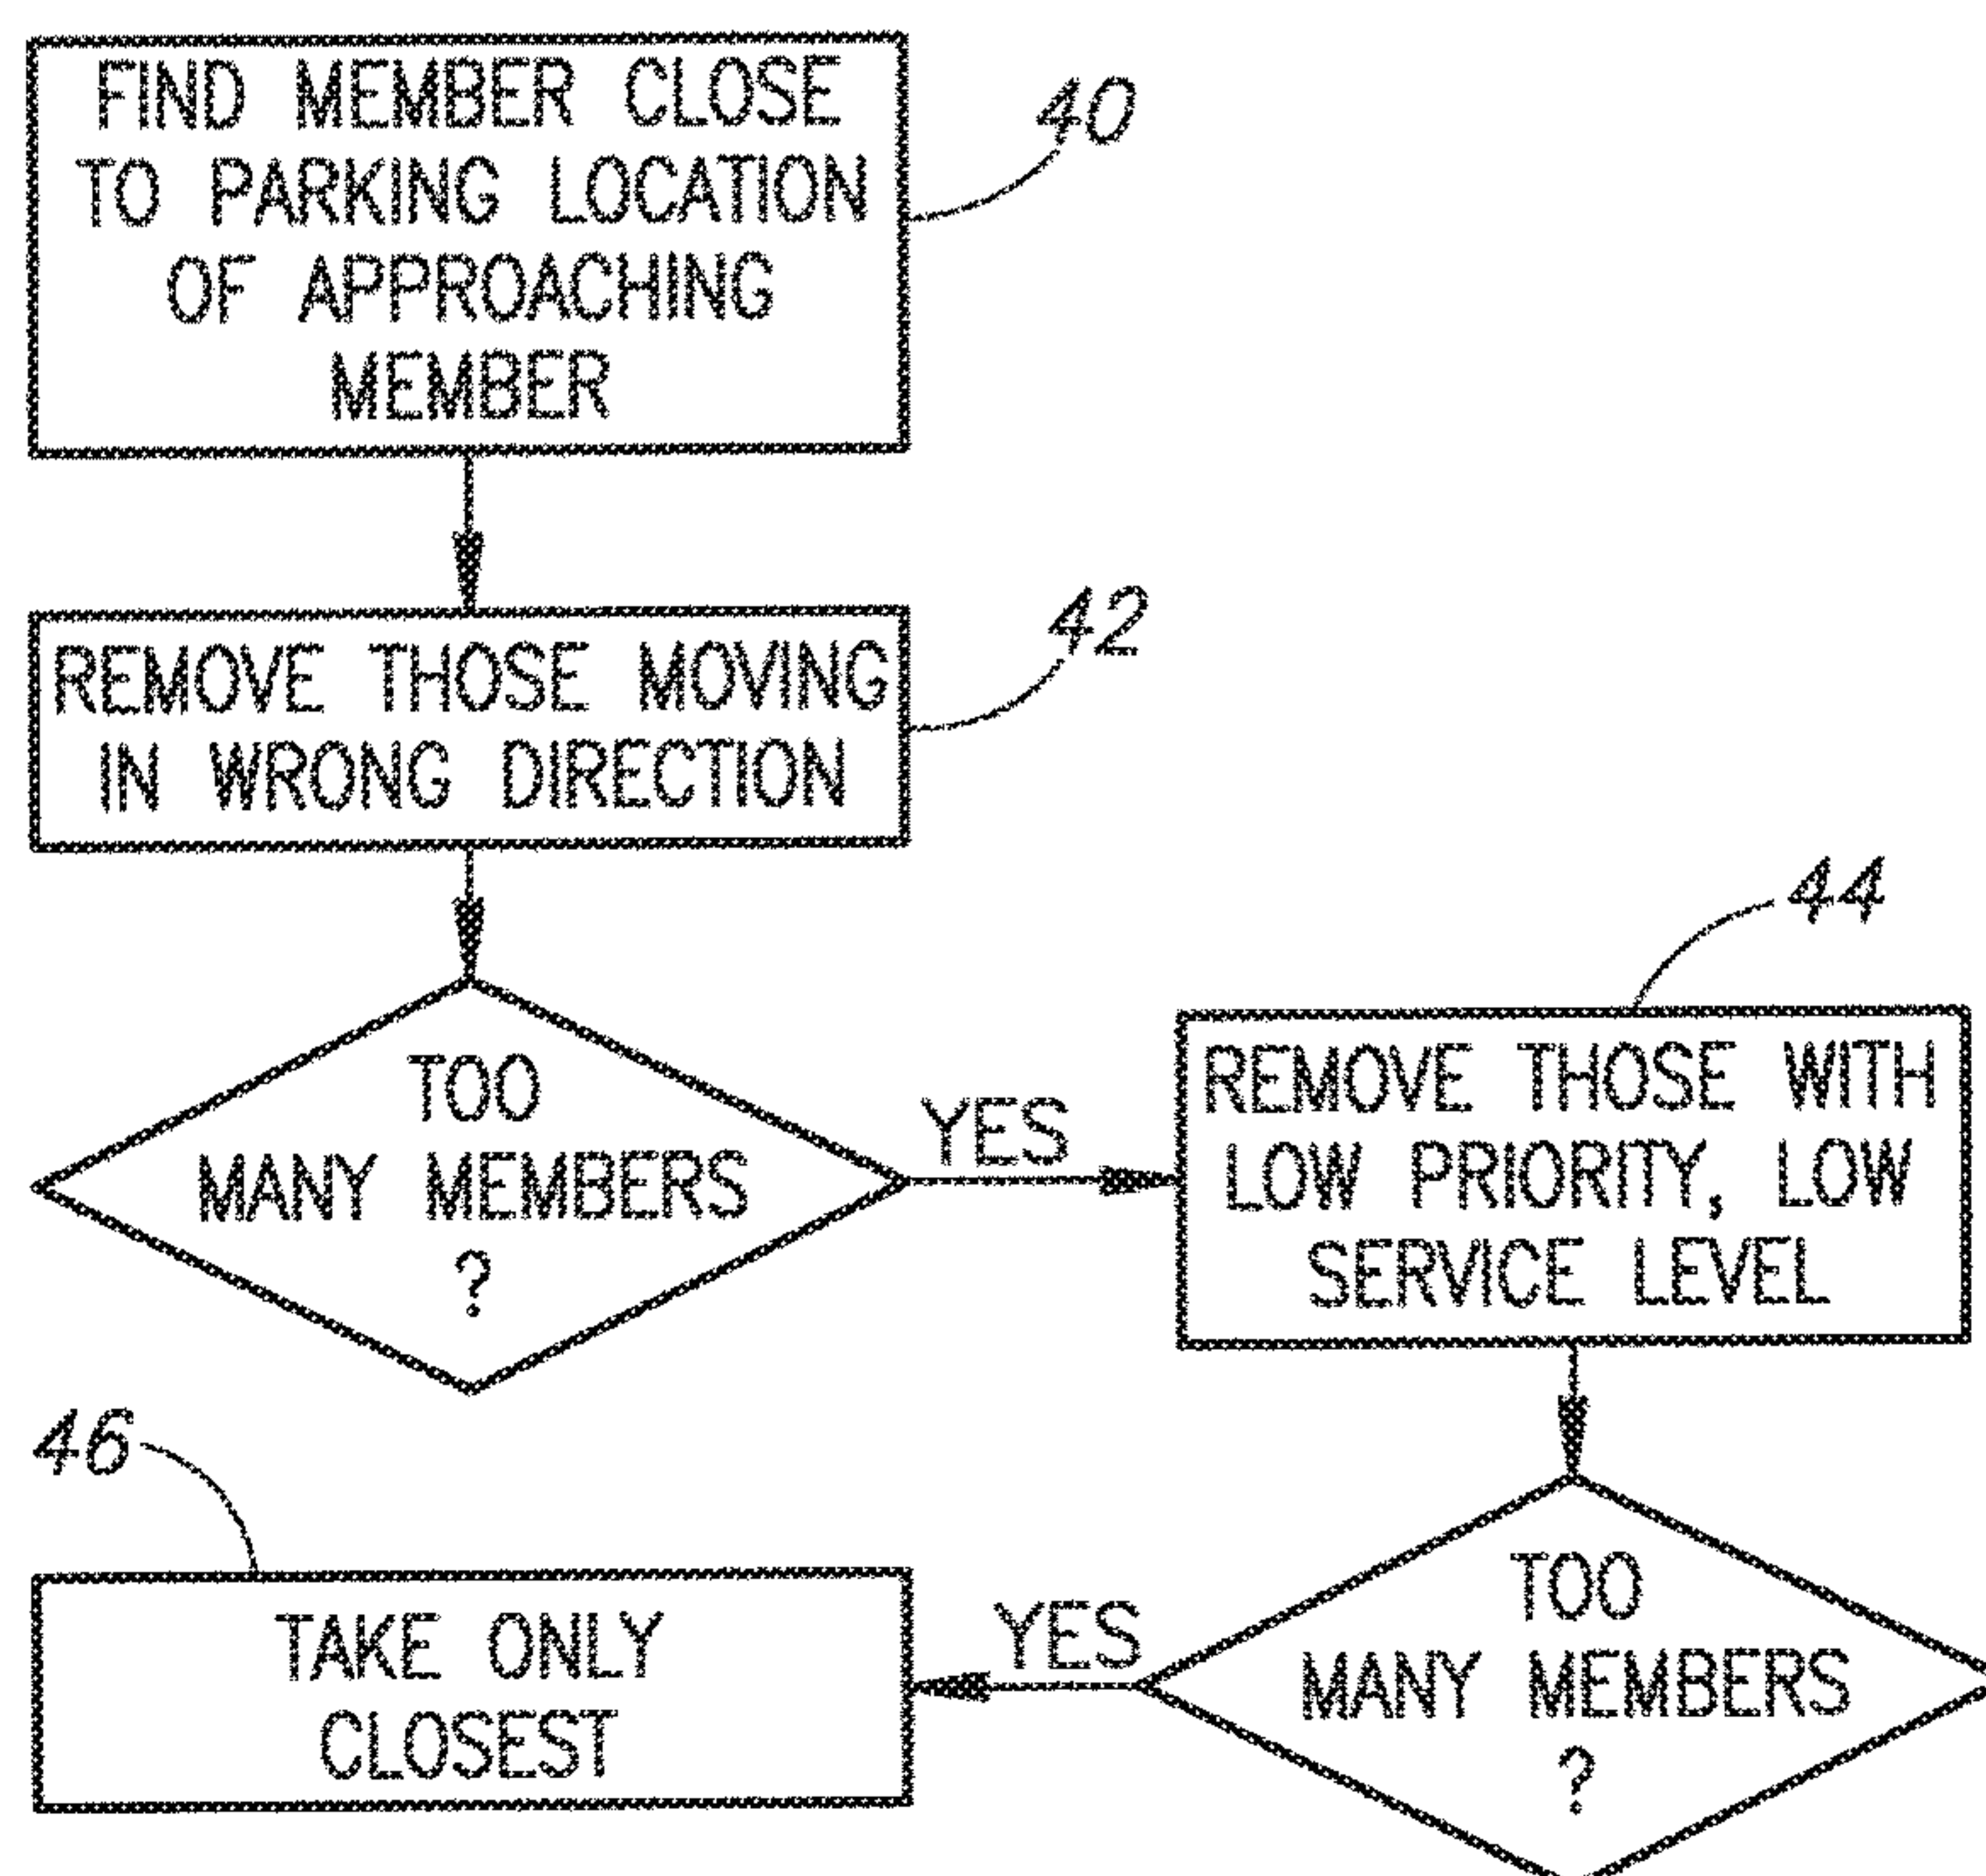 FIND MEMBER CLOSE
TO PARKING LOCATION
OF APPROACHING
MEMBER
40
REMOVE THOSE MOVING
IN WRONG DIRECTION
42
TOO
MANY MEMBERS
?
YES
44
REMOVE THOSE WITH
LOW PRIORITY, LOW
SERVICE LEVEL
TOO
MANY MEMBERS
?
YES
46
TAKE ONLY
CLOSEST